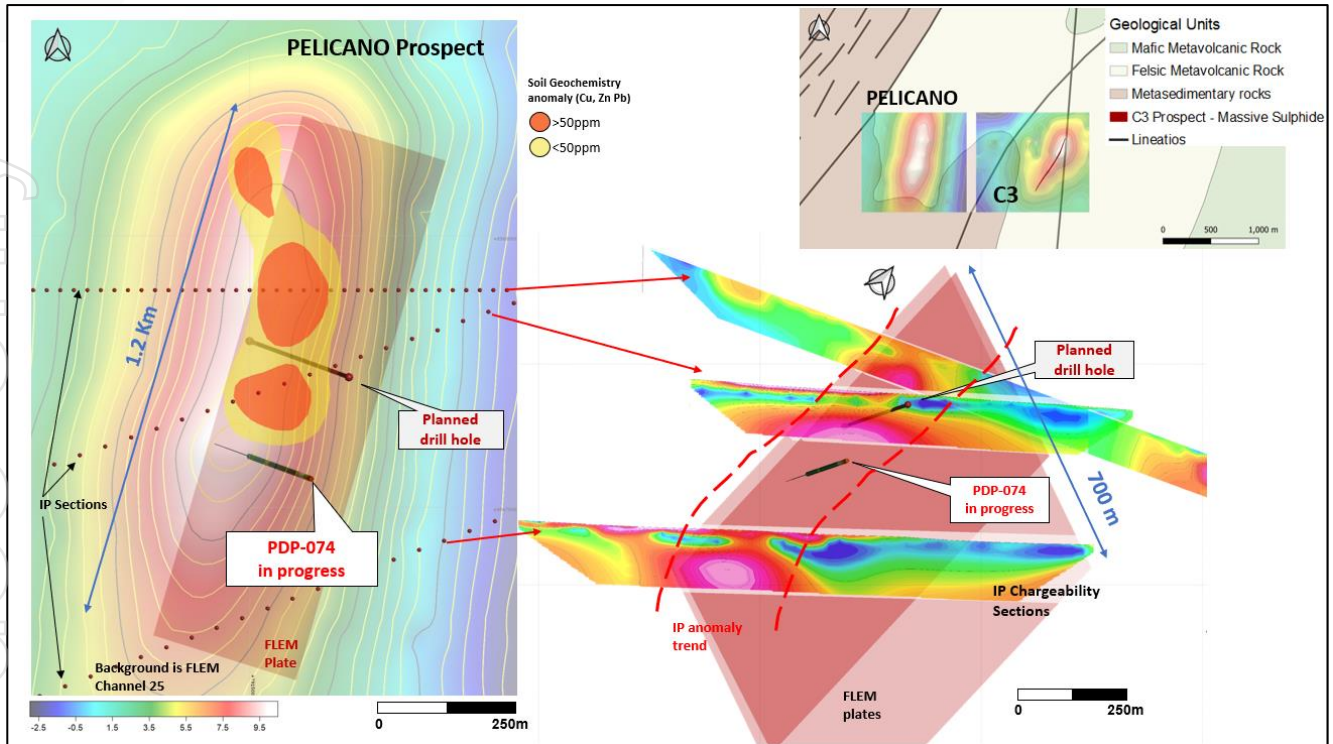 PELICANO Prospect
Soil Geochemistry
anomaly (Cu, Zn Pb)
>50ppm
<50ppm
1.2 Km
Planned
drill hole
IP Sections
PDP-074
in progress
FLEM
Plate
Background is FLEM
Channel 25
-2.5 -0.5 1.5 3.5 5.5 7.5 9.5
0 250m
PELICANO
C3
Geological Units
Mafic Metavolcanic Rock
Felsic Metavolcanic Rock
Metasedimentary rocks
C3 Prospect - Massive Sulphide
Lineatios
0 500 1,000 m
Planned
drill hole
700 m
PDP-074
in progress
IP Chargeability
Sections
IP anomaly
trend
FLEM
plates
0 250m